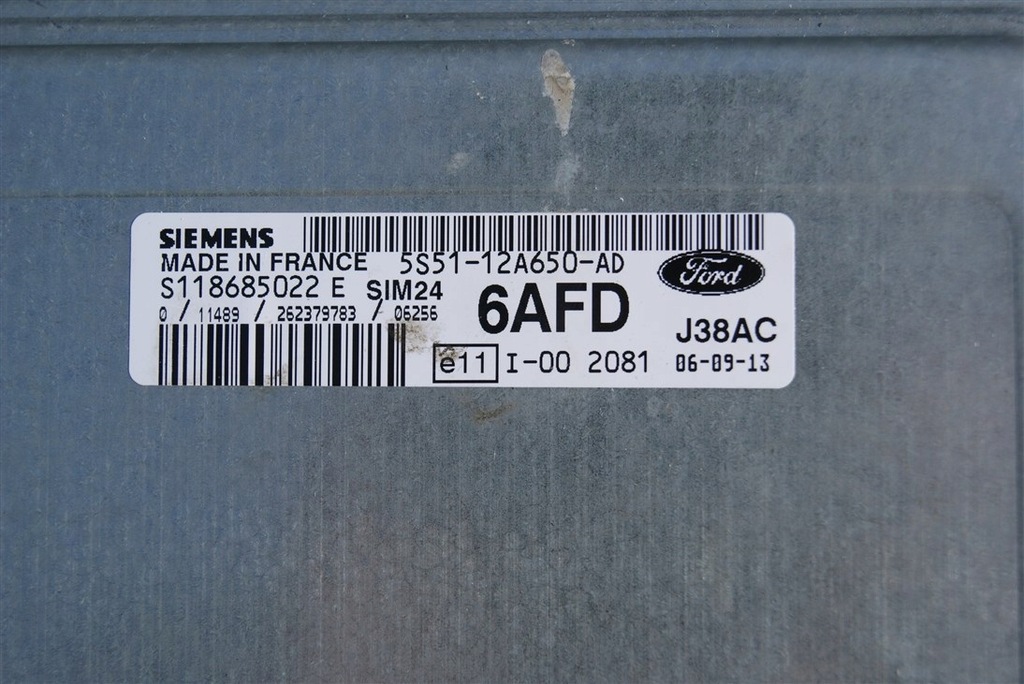 SIEMENS
MADE IN FRANCE 5S51-12A650-AD
S118685022 E SIM24
Ford
0 / 11489 / 262379783 / 06256
6AFD
J38AC
e11 I-00 2081 06-09-13